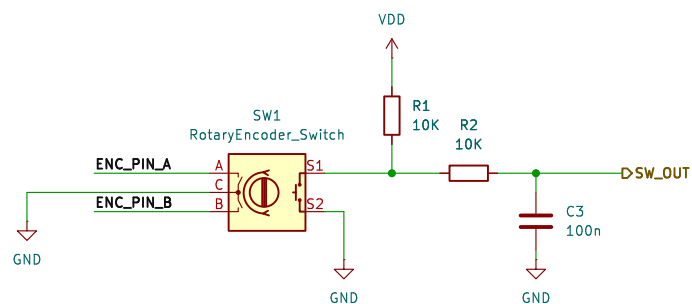 VDD
R1
10K
R2
10K
SW1
RotaryEncoder_Switch
ENC_PIN_A
A
S1
SW_OUT
C
ENC_PIN_B
B
S2
C3
100n
GND
GND
GND